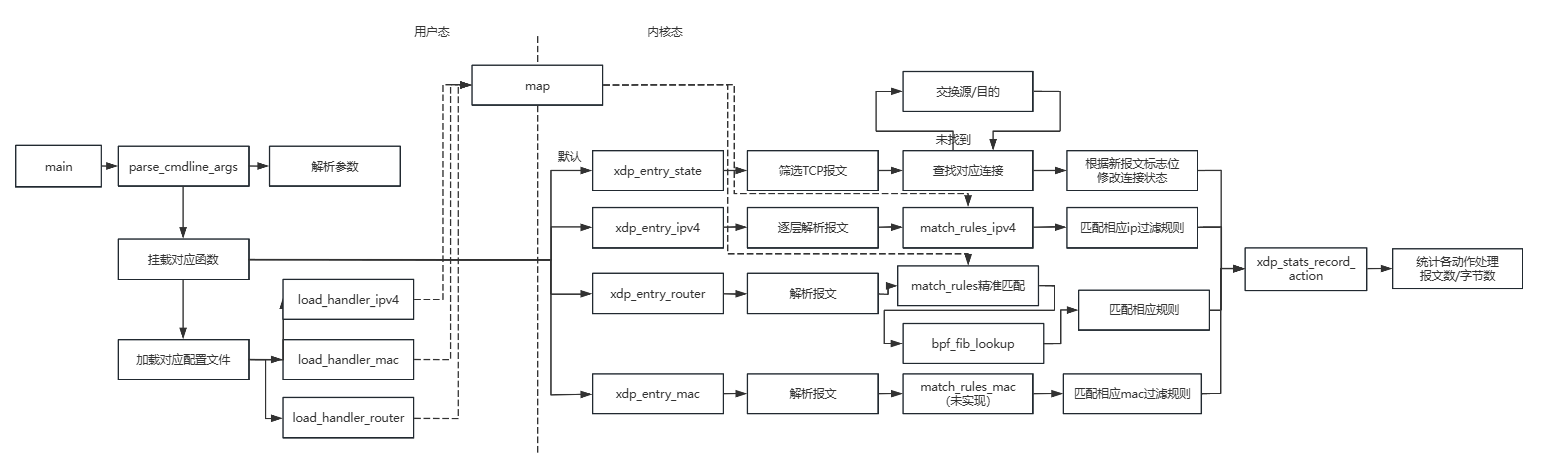 用户态
内核态
map
交换源/目的
未找到
默认
main
parse_cmdline_args
解析参数
xdp_entry_state
筛选TCP报文
查找对应连接
根据新报文标志位
修改连接状态
xdp_entry_ipv4
逐层解析报文
match_rules_ipv4
匹配相应ip过滤规则
挂载对应函数
xdp_stats_record_
action
统计各动作处理
报文数/字节数
load_handler_ipv4
xdp_entry_router
解析报文
match_rules精准匹配
匹配相应规则
bpf_fib_lookup
加载对应配置文件
load_handler_mac
load_handler_router
xdp_entry_mac
解析报文
match_rules_mac
（未实现）
匹配相应mac过滤规则